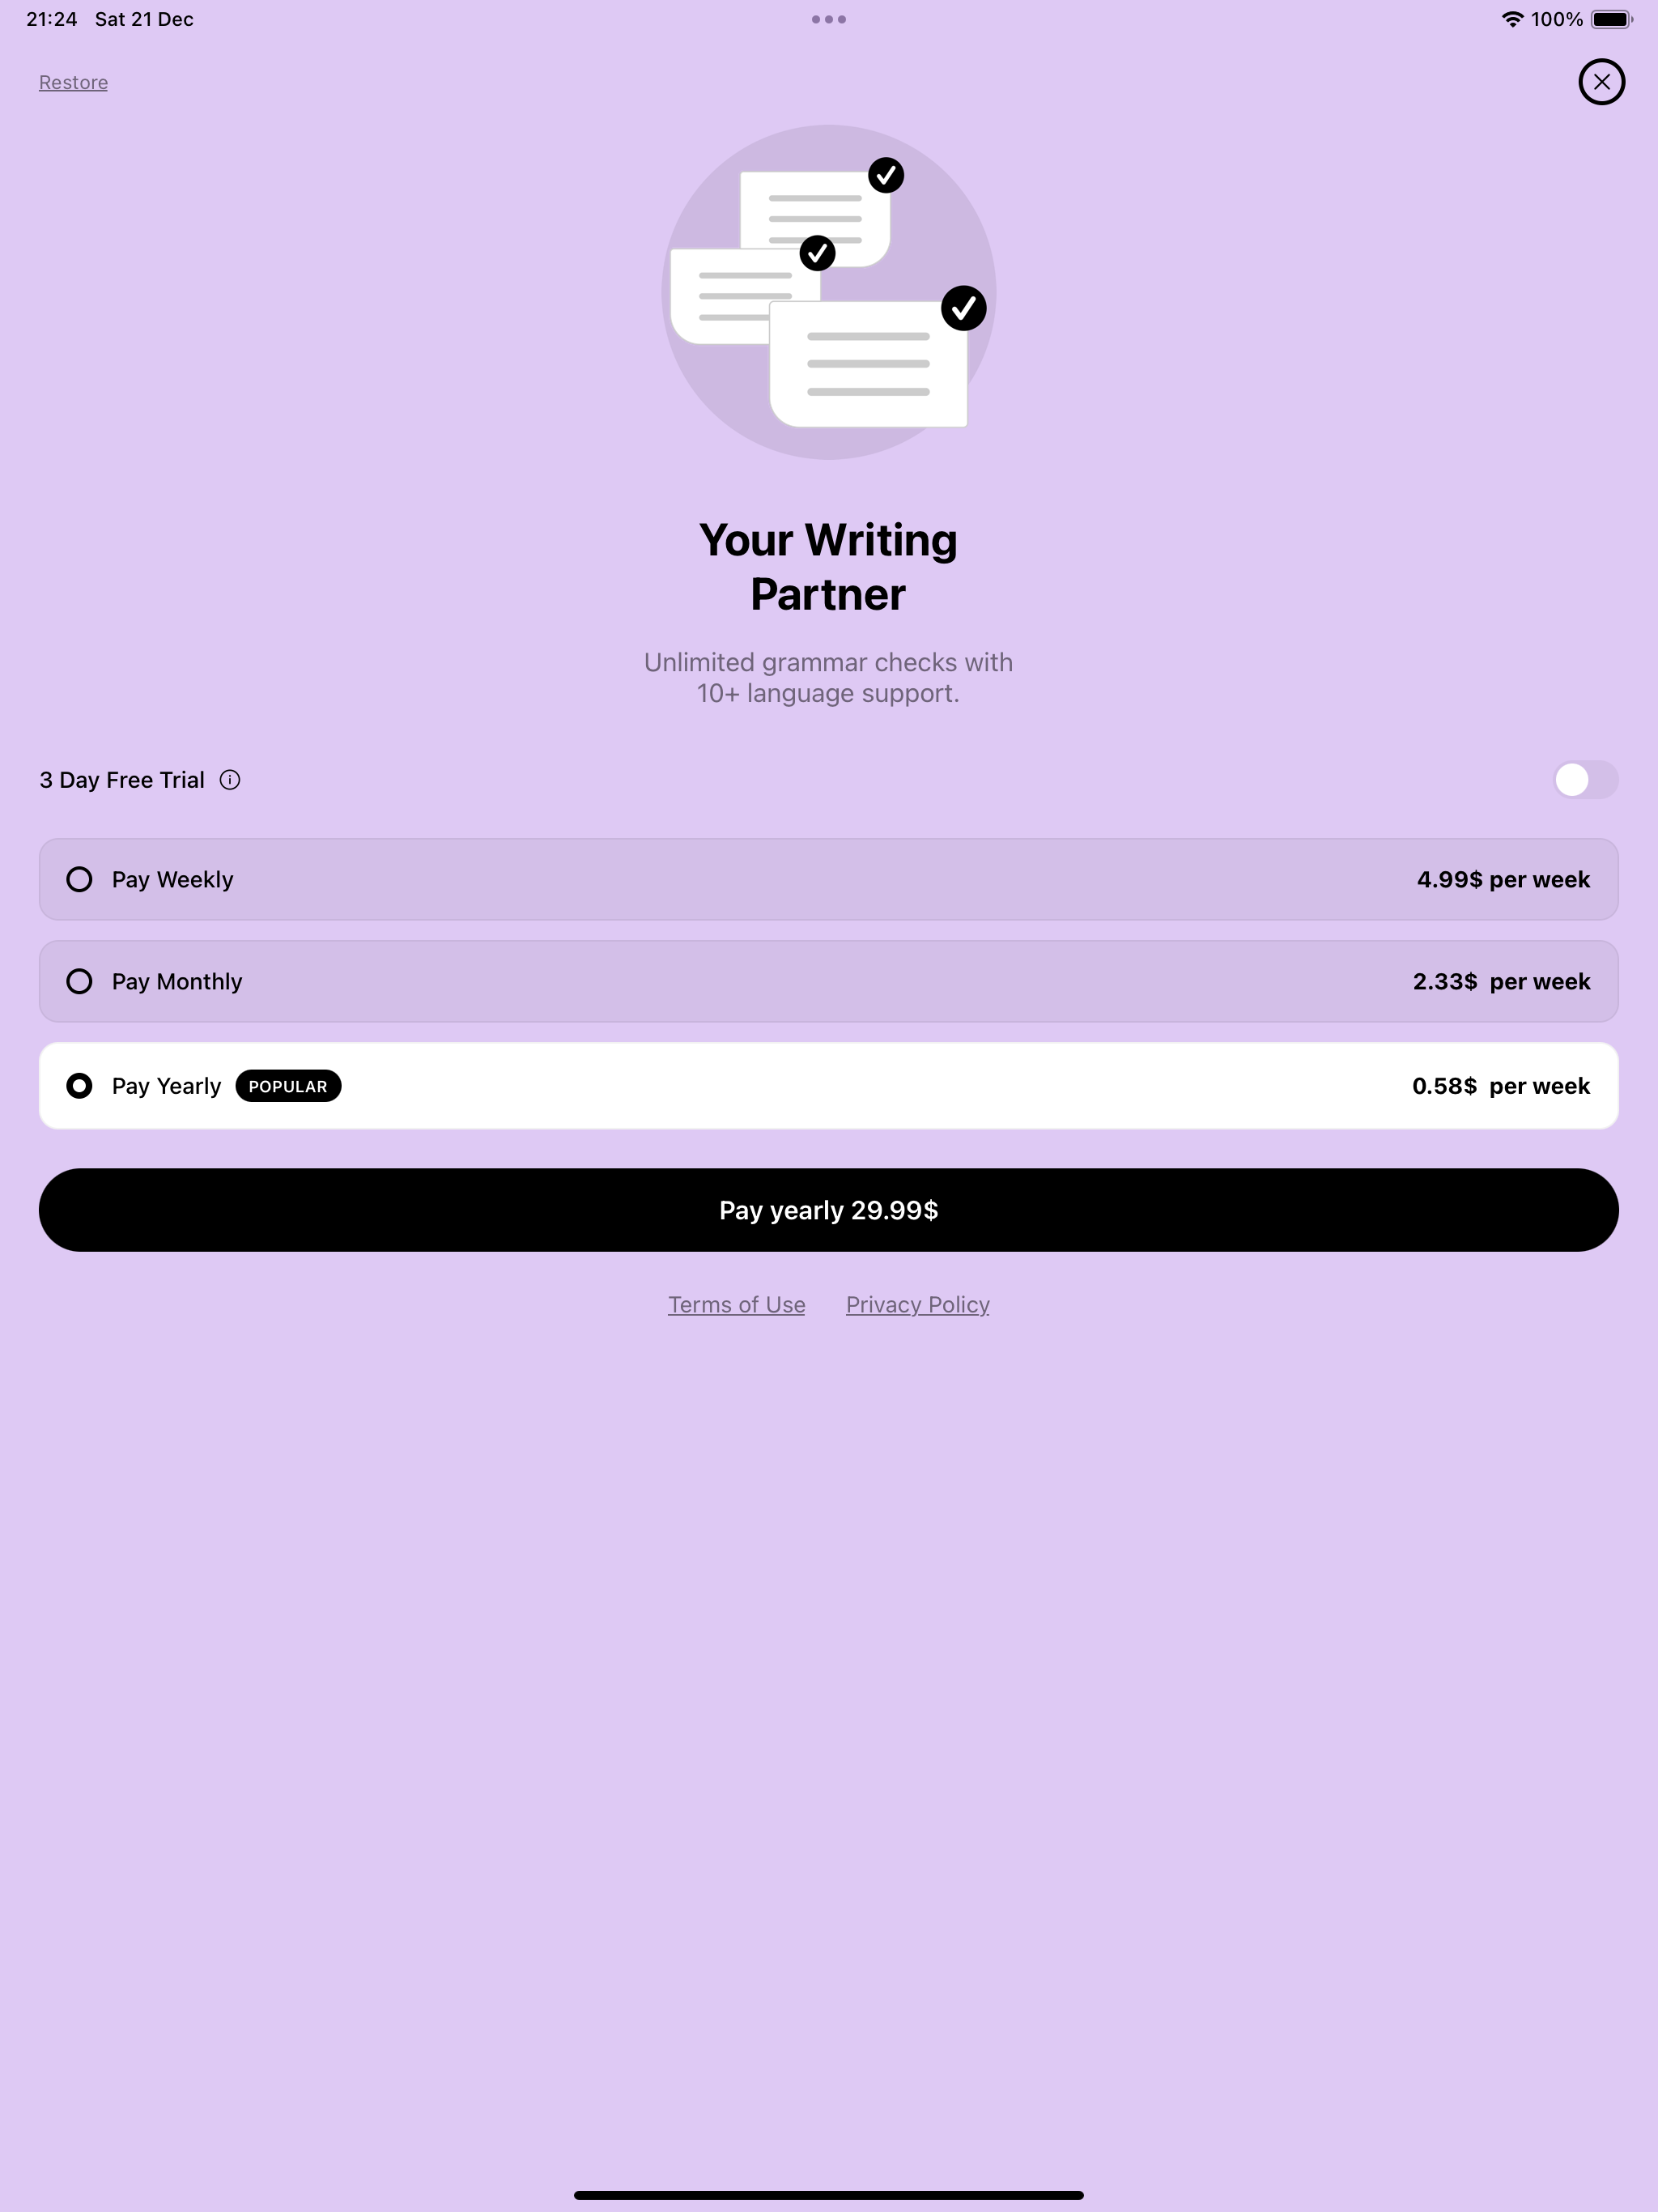 21:24 Sat 21 Dec 100%
Restore
Your Writing
Partner
Unlimited grammar checks with
10+ language support.
3 Day Free Trial
Pay Weekly 4.99$ per week
Pay Monthly 2.33$ per week
Pay Yearly POPULAR 0.58$ per week
Pay yearly 29.99$
Terms of Use Privacy Policy